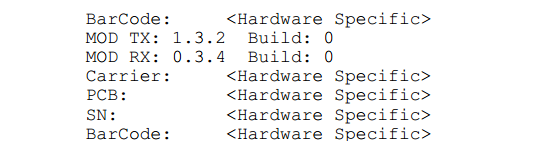 BarCode:     <Hardware Specific>
MOD TX: 1.3.2  Build: 0
MOD RX: 0.3.4  Build: 0
Carrier:     <Hardware Specific>
PCB:         <Hardware Specific>
SN:          <Hardware Specific>
BarCode:     <Hardware Specific>